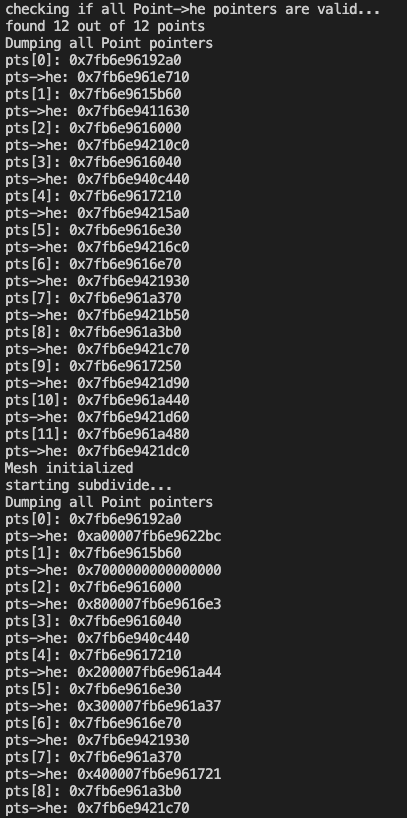 checking if all Point->he pointers are valid...
found 12 out of 12 points
Dumping all Point pointers
pts[0]: 0x7fb6e96192a0
pts->he: 0x7fb6e961e710
pts[1]: 0x7fb6e9615b60
pts->he: 0x7fb6e9411630
pts[2]: 0x7fb6e9616000
pts->he: 0x7fb6e94210c0
pts[3]: 0x7fb6e9616040
pts->he: 0x7fb6e940c440
pts[4]: 0x7fb6e9617210
pts->he: 0x7fb6e94215a0
pts[5]: 0x7fb6e9616e30
pts->he: 0x7fb6e94216c0
pts[6]: 0x7fb6e9616e70
pts->he: 0x7fb6e9421930
pts[7]: 0x7fb6e961a370
pts->he: 0x7fb6e9421b50
pts[8]: 0x7fb6e961a3b0
pts->he: 0x7fb6e9421c70
pts[9]: 0x7fb6e9617250
pts->he: 0x7fb6e9421d90
pts[10]: 0x7fb6e961a440
pts->he: 0x7fb6e9421d60
pts[11]: 0x7fb6e961a480
pts->he: 0x7fb6e9421dc0
Mesh initialized
starting subdivide...
Dumping all Point pointers
pts[0]: 0x7fb6e96192a0
pts->he: 0xa00007fb6e9622bc
pts[1]: 0x7fb6e9615b60
pts->he: 0x7000000000000000
pts[2]: 0x7fb6e9616000
pts->he: 0x800007fb6e9616e3
pts[3]: 0x7fb6e9616040
pts->he: 0x7fb6e940c440
pts[4]: 0x7fb6e9617210
pts->he: 0x200007fb6e961a44
pts[5]: 0x7fb6e9616e30
pts->he: 0x300007fb6e961a37
pts[6]: 0x7fb6e9616e70
pts->he: 0x7fb6e9421930
pts[7]: 0x7fb6e961a370
pts->he: 0x400007fb6e961721
pts[8]: 0x7fb6e961a3b0
pts->he: 0x7fb6e9421c70